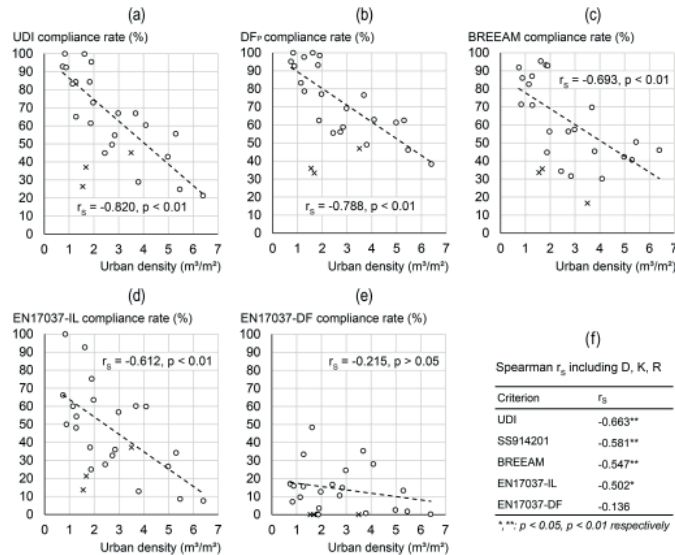 (a)
UDI compliance rate (%)
100
90
80
70
60
50
40
30
20
10
0
rₛ = -0.820, p < 0.01
0 1 2 3 4 5 6 7
Urban density (m³/m²)
(b)
DFᴾ compliance rate (%)
100
90
80
70
60
50
40
30
20
10
0
rₛ = -0.788, p < 0.01
0 1 2 3 4 5 6 7
Urban density (m³/m²)
(c)
BREEAM compliance rate (%)
100
90
80
70
60
50
40
30
20
10
0
rₛ = -0.693, p < 0.01
0 1 2 3 4 5 6 7
Urban density (m³/m²)
(d)
EN17037-IL compliance rate (%)
100
90
80
70
60
50
40
30
20
10
0
rₛ = -0.612, p < 0.01
0 1 2 3 4 5 6 7
Urban density (m³/m²)
(e)
EN17037-DF compliance rate (%)
100
90
80
70
60
50
40
30
20
10
0
rₛ = -0.215, p > 0.05
0 1 2 3 4 5 6 7
Urban density (m³/m²)
(f)
Spearman rₛ including D, K, R
Criterion rₛ
UDI -0.663**
SS914201 -0.581**
BREEAM -0.547**
EN17037-IL -0.502*
EN17037-DF -0.136
*,**: p < 0.05, p < 0.01 respectively